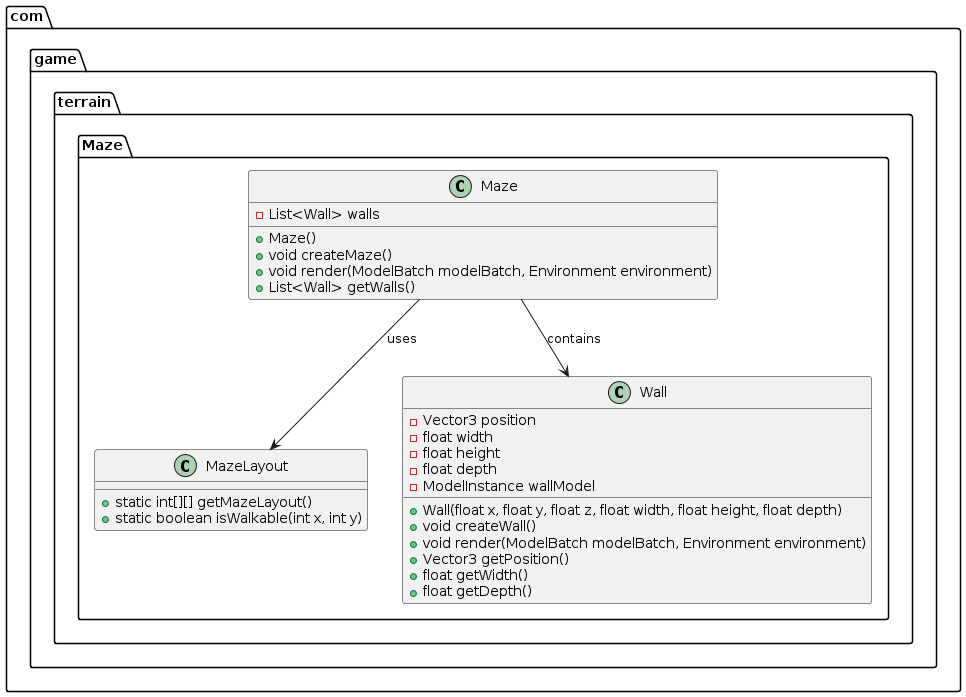 com
game
terrain
Maze
C Maze
List<Wall> walls
Maze()
void createMaze()
void render(ModelBatch modelBatch, Environment environment)
List<Wall> getWalls()
uses
contains
C MazeLayout
static int[][] getMazeLayout()
static boolean isWalkable(int x, int y)
C Wall
Vector3 position
float width
float height
float depth
ModelInstance wallModel
Wall(float x, float y, float z, float width, float height, float depth)
void createWall()
void render(ModelBatch modelBatch, Environment environment)
Vector3 getPosition()
float getWidth()
float getDepth()